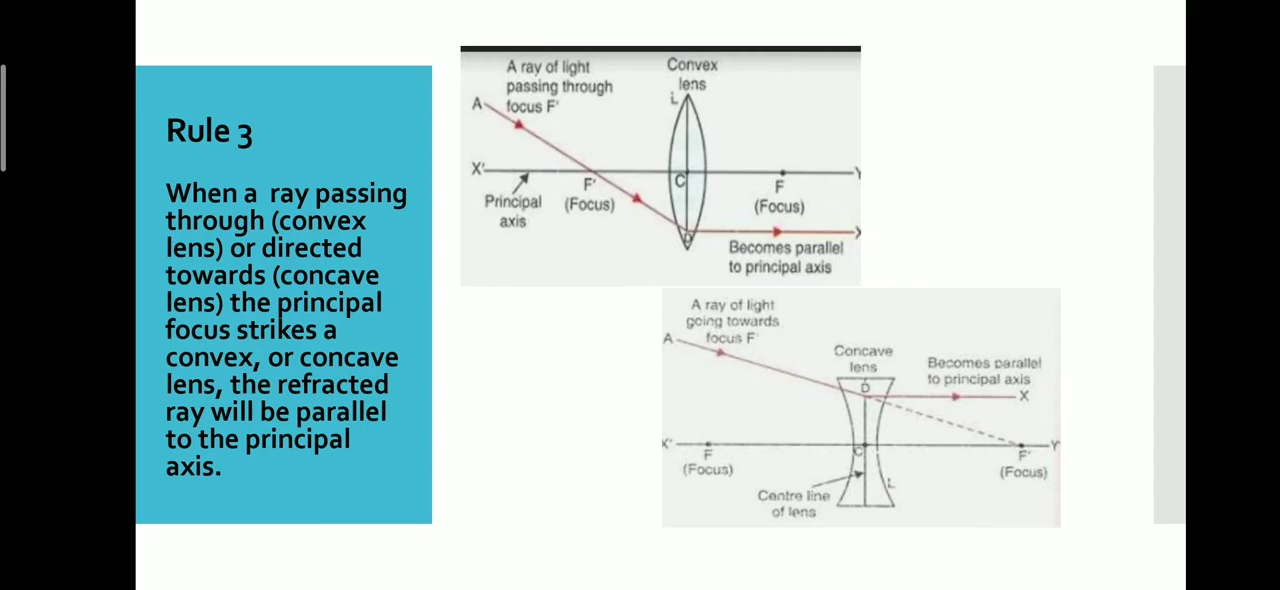 Rule 3
When a ray passing
through (convex
lens) or directed
towards (concave
lens) the principal
focus strikes a
convex, or concave
lens, the refracted
ray will be parallel
to the principal
axis.
A ray of light
passing through
focus F'
Convex
lens
L
A
X'
F'
(Focus)
C
F
(Focus)
Y
Principal
axis
D
X
Becomes parallel
to principal axis
A ray of light
going towards
focus F'
A
Concave
lens
Becomes parallel
to principal axis
D
X
X'
F
(Focus)
C
F'
(Focus)
Y
L
Centre line
of lens